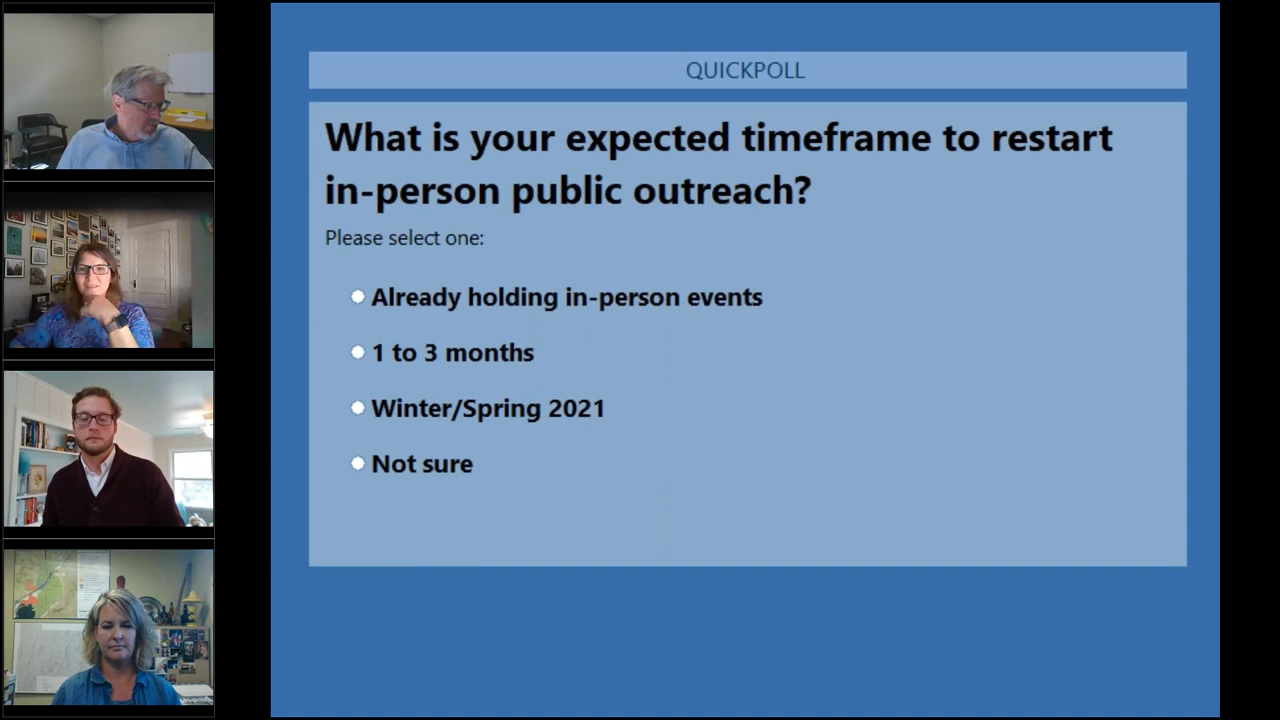 QUICKPOLL
What is your expected timeframe to restart
in-person public outreach?
Please select one:
Already holding in-person events
1 to 3 months
Winter/Spring 2021
Not sure